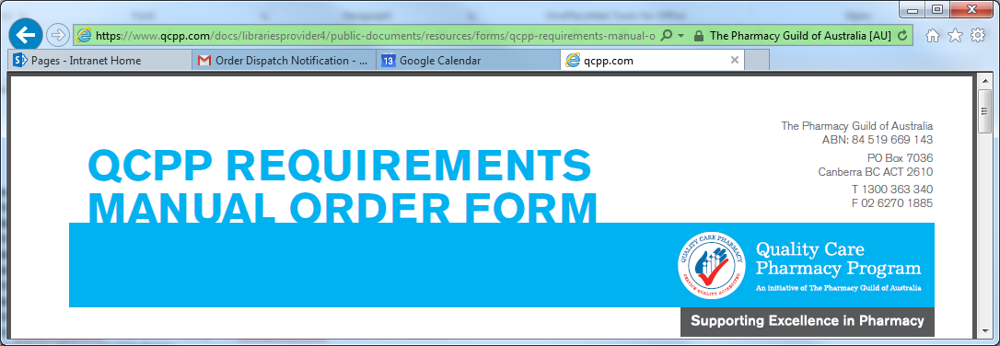 https://www.qcpp.com/docs/librariesprovider4/public-documents/resources/forms/qcpp-requirements-manual-o
The Pharmacy Guild of Australia [AU]
Pages - Intranet Home
Order Dispatch Notification - ...
13
Google Calendar
qcpp.com
The Pharmacy Guild of Australia
ABN: 84 519 669 143
PO Box 7036
Canberra BC ACT 2610
T 1300 363 340
F 02 6270 1885
QCPP REQUIREMENTS
MANUAL ORDER FORM
QUALITY CARE PHARMACY
SERVICE QUALITY ACCREDITED
Quality Care
Pharmacy Program
An initiative of The Pharmacy Guild of Australia
Supporting Excellence in Pharmacy